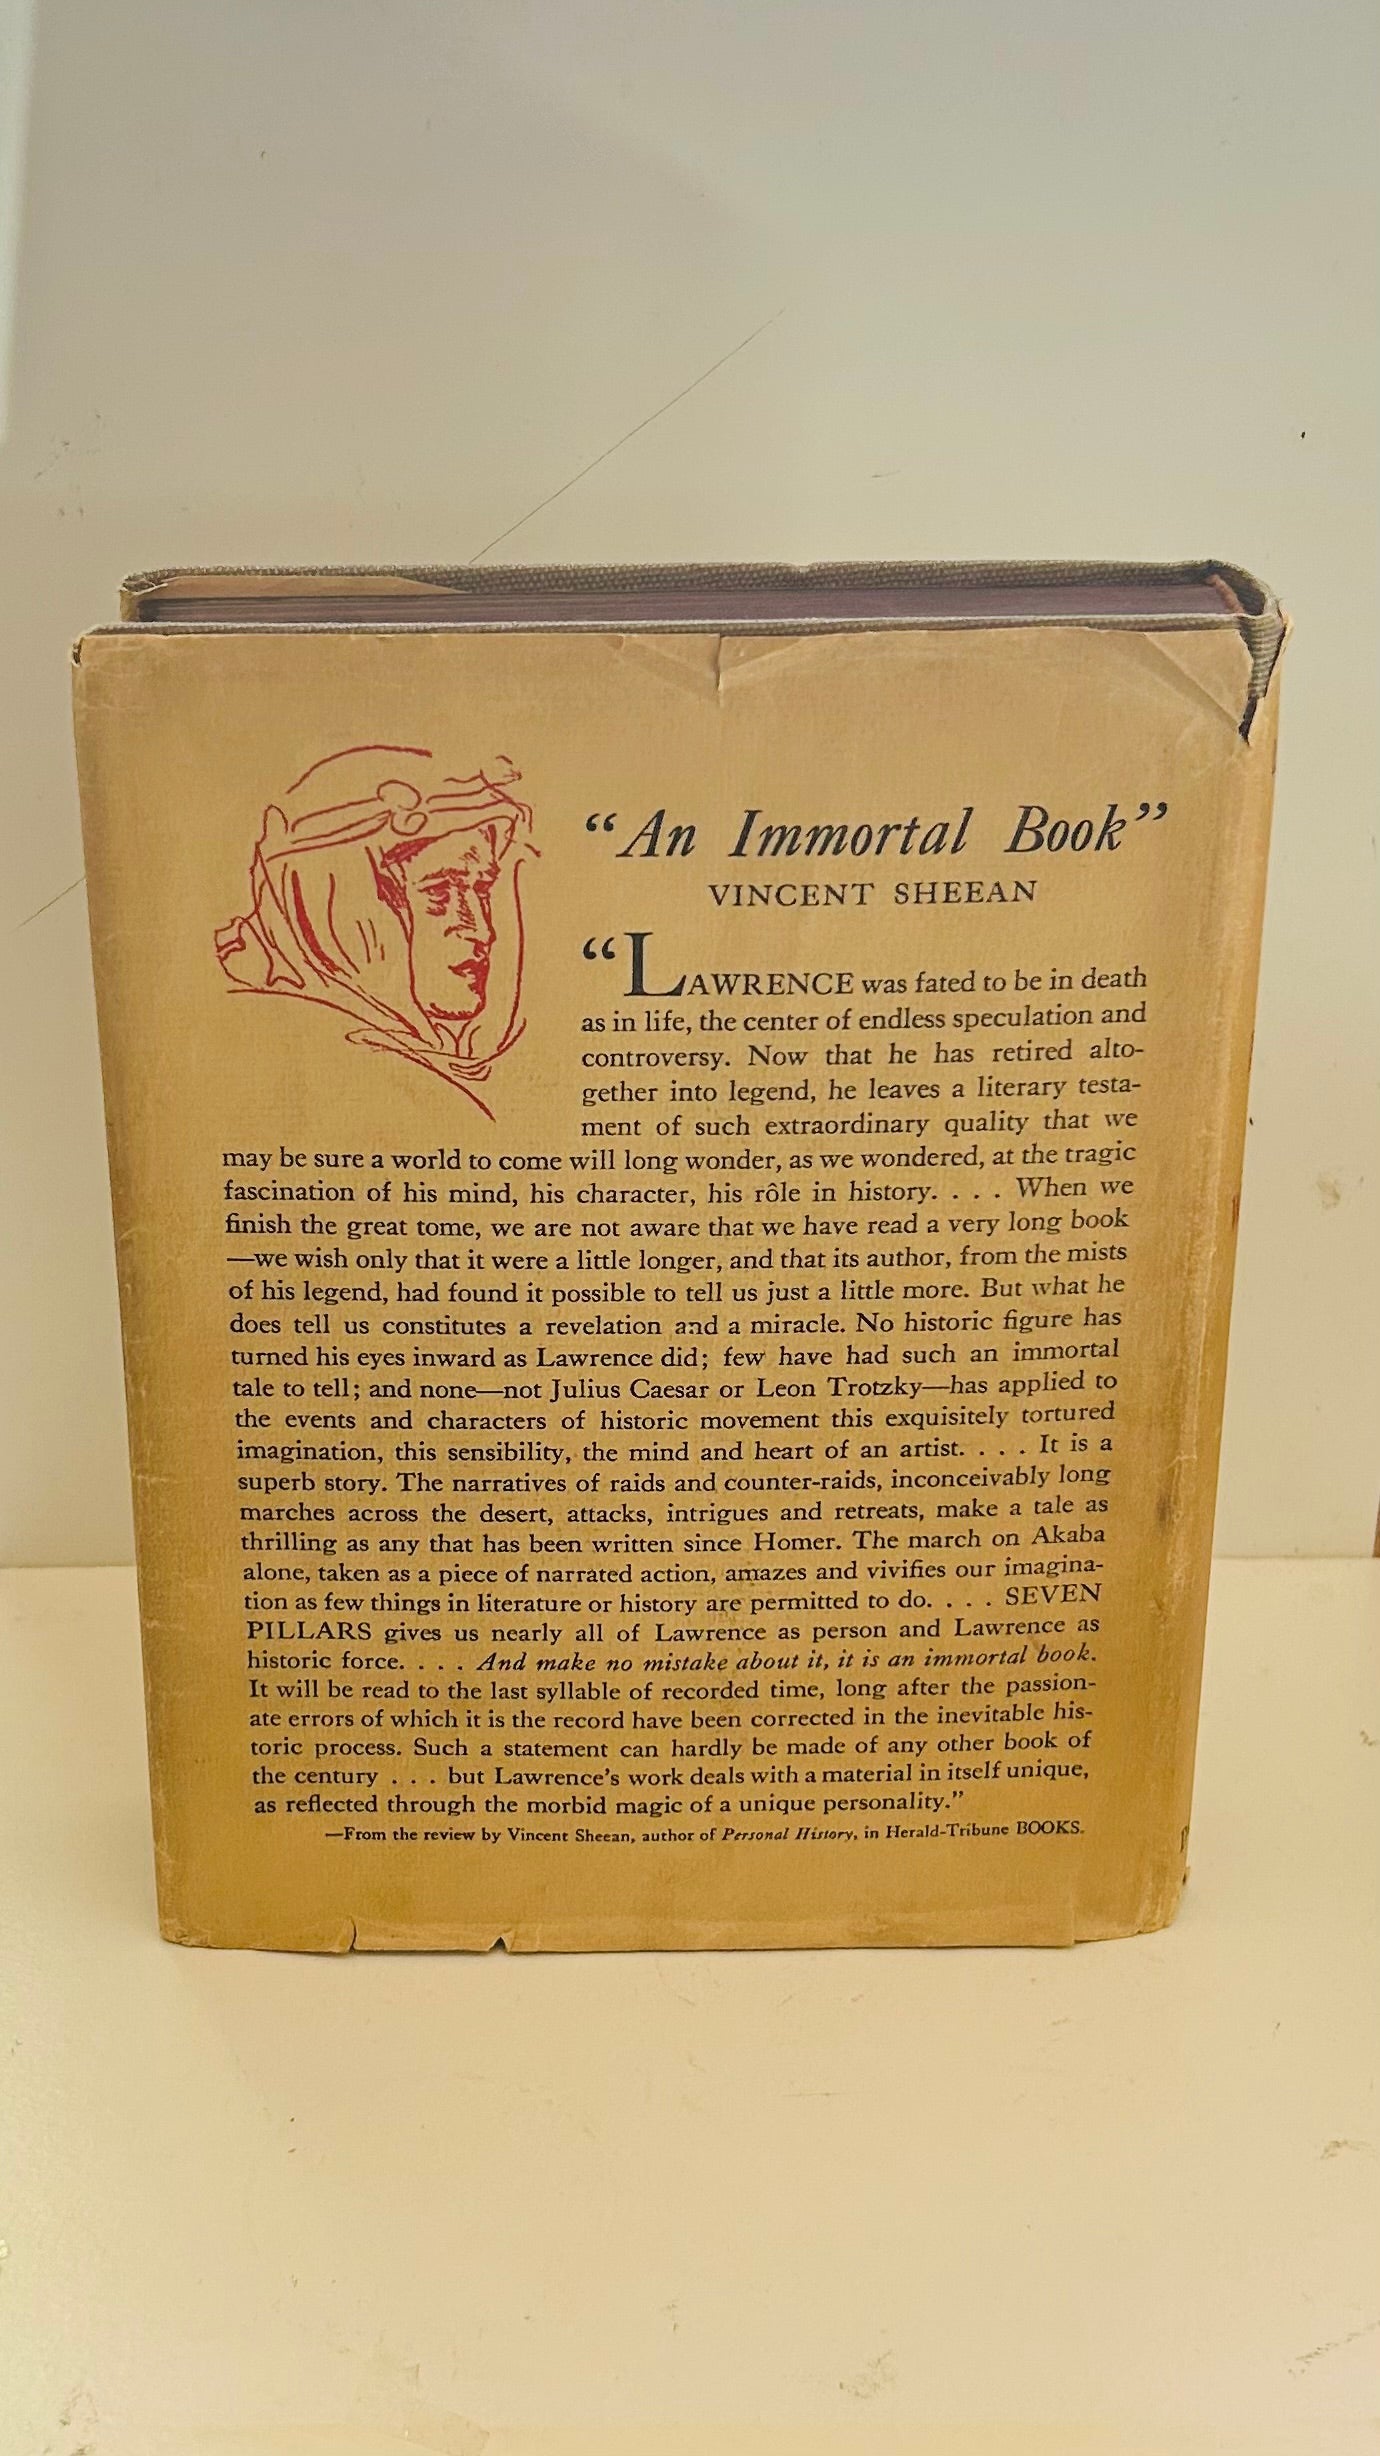 “An Immortal Book”
VINCENT SHEEAN
“LAWRENCE was fated to be in death
as in life, the center of endless speculation and
controversy. Now that he has retired alto-
gether into legend, he leaves a literary testa-
ment of such extraordinary quality that we
may be sure a world to come will long wonder, as we wondered, at the tragic
fascination of his mind, his character, his rôle in history. . . . When we
finish the great tome, we are not aware that we have read a very long book
—we wish only that it were a little longer, and that its author, from the mists
of his legend, had found it possible to tell us just a little more. But what he
does tell us constitutes a revelation and a miracle. No historic figure has
turned his eyes inward as Lawrence did; few have had such an immortal
tale to tell; and none—not Julius Caesar or Leon Trotzky—has applied to
the events and characters of historic movement this exquisitely tortured
imagination, this sensibility, the mind and heart of an artist. . . . It is a
superb story. The narratives of raids and counter-raids, inconceivably long
marches across the desert, attacks, intrigues and retreats, make a tale as
thrilling as any that has been written since Homer. The march on Akaba
alone, taken as a piece of narrated action, amazes and vivifies our imagina-
tion as few things in literature or history are permitted to do. . . . SEVEN
PILLARS gives us nearly all of Lawrence as person and Lawrence as
historic force. . . . And make no mistake about it, it is an immortal book.
It will be read to the last syllable of recorded time, long after the passion-
ate errors of which it is the record have been corrected in the inevitable his-
toric process. Such a statement can hardly be made of any other book of
the century . . . but Lawrence’s work deals with a material in itself unique,
as reflected through the morbid magic of a unique personality.”
—From the review by Vincent Sheean, author of Personal History, in Herald-Tribune BOOKS.